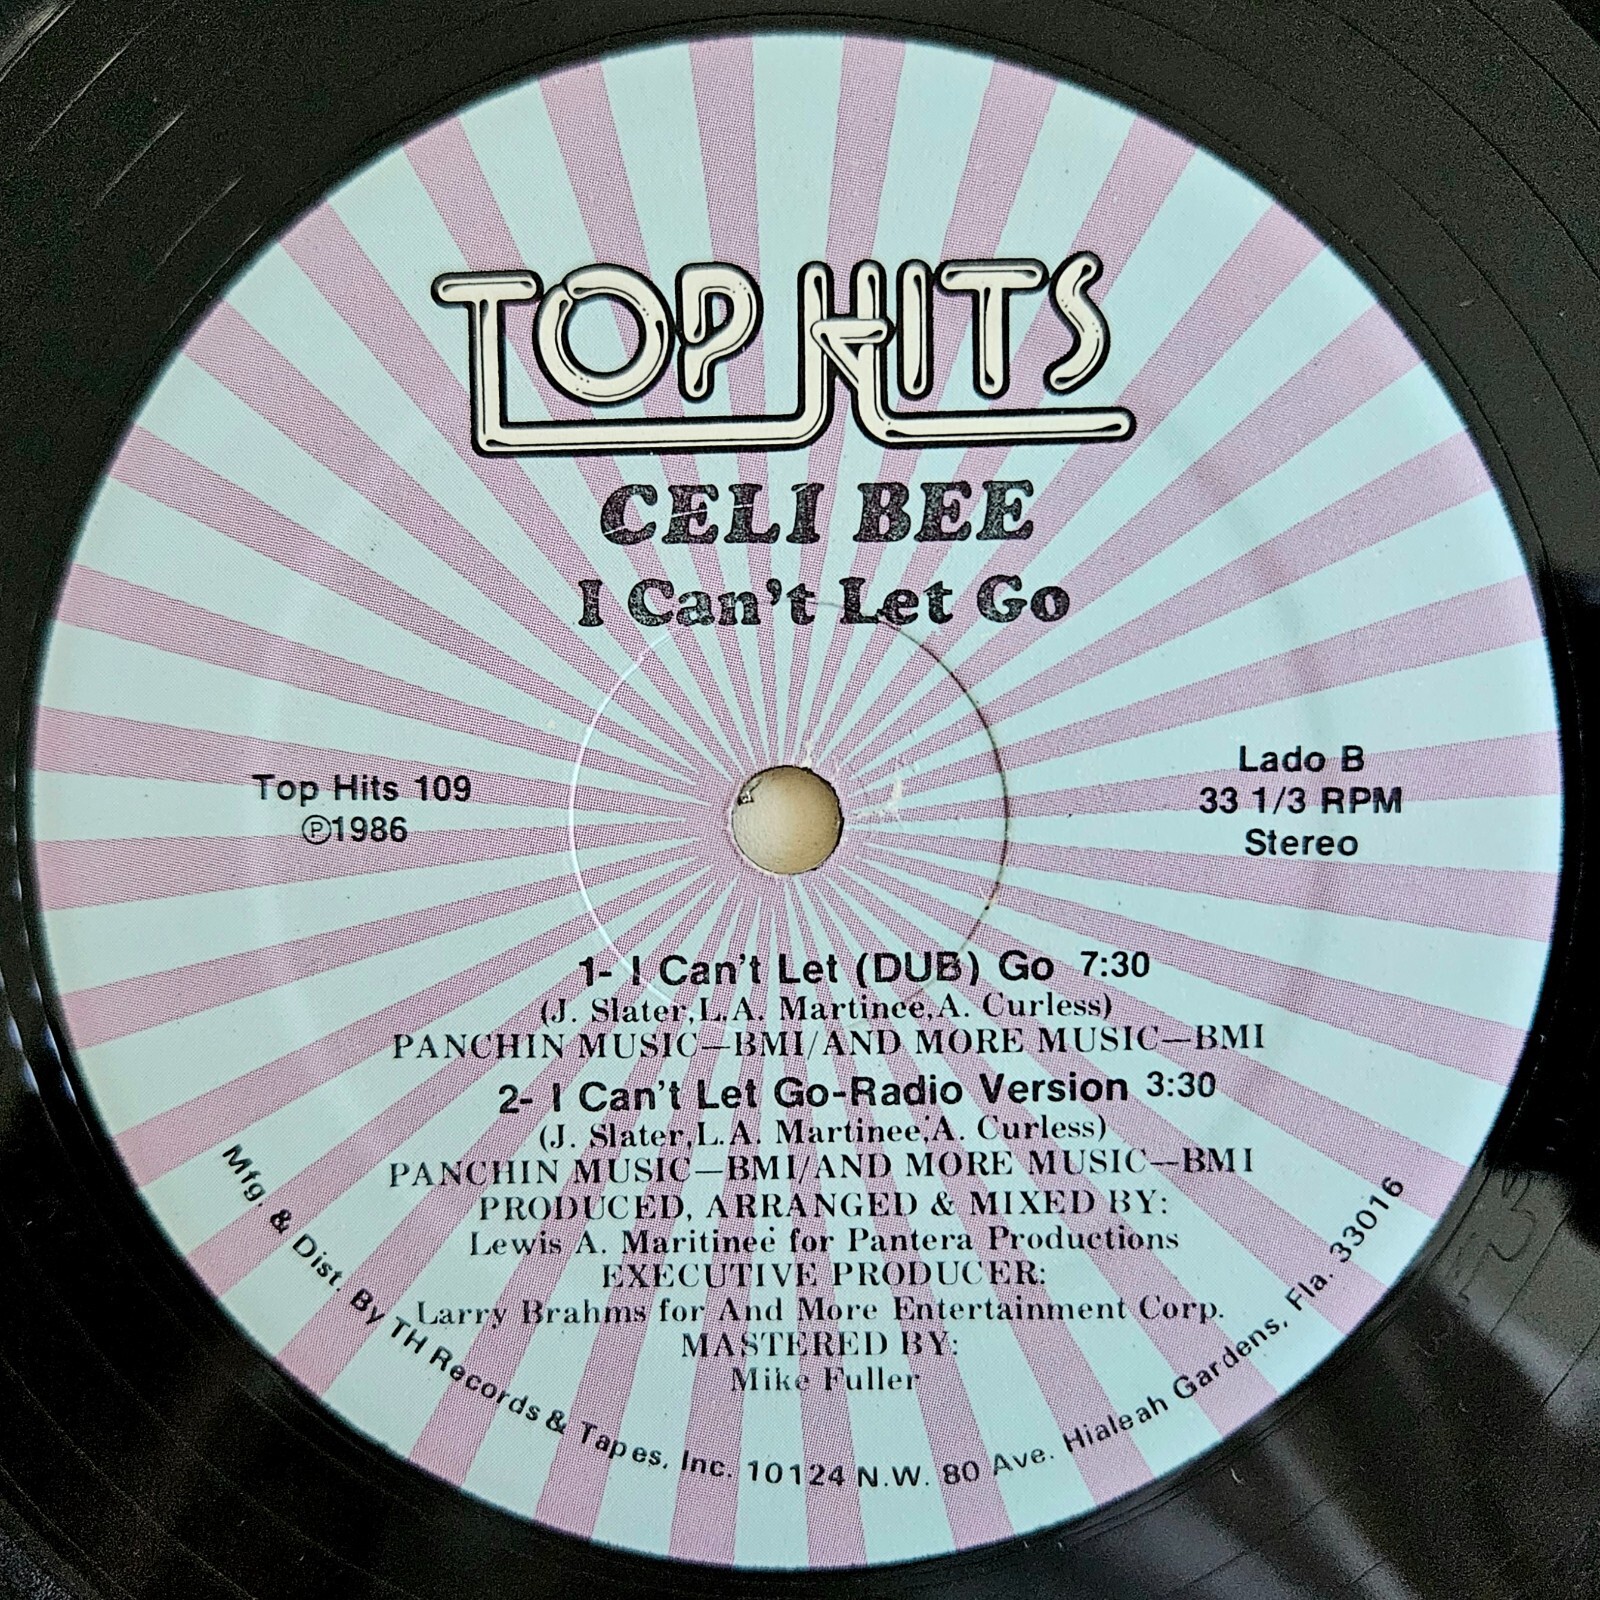 TOP HITS
CELI BEE
I Can't Let Go
Top Hits 109
℗1986
Lado B
33 1/3 RPM
Stereo
1- I Can't Let (DUB) Go 7:30
(J. Slater,L.A. Martinee,A. Curless)
PANCHIN MUSIC—BMI/AND MORE MUSIC—BMI
2- I Can't Let Go-Radio Version 3:30
(J. Slater,L.A. Martinee,A. Curless)
PANCHIN MUSIC—BMI/AND MORE MUSIC—BMI
PRODUCED, ARRANGED & MIXED BY:
Lewis A. Maritineé for Pantera Productions
EXECUTIVE PRODUCER:
Larry Brahms for And More Entertainment Corp.
MASTERED BY:
Mike Fuller
Mfg. & Dist. By TH Records & Tapes, Inc. 10124 N.W. 80 Ave. Hialeah Gardens, Fla. 33016